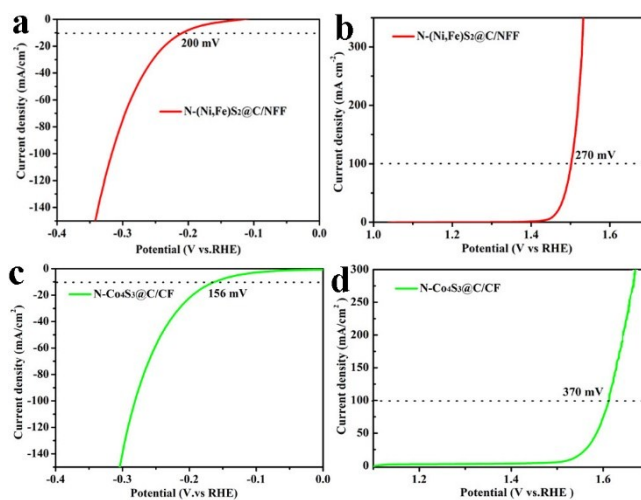 a
0
-20
-40
-60
-80
-100
-120
-140
200 mV
N-(Ni,Fe)S₂@C/NFF
-0.4
-0.3
-0.2
-0.1
0.0
Current density (mA/cm²)
Potential (V vs.RHE)
b
300
200
100
0
N-(Ni,Fe)S₂@C/NFF
270 mV
1.0
1.2
1.4
1.6
Current density (mA cm⁻²)
Potential (V vs RHE)
c
0
-20
-40
-60
-80
-100
-120
-140
N-Co₄S₃@C/CF
156 mV
-0.4
-0.3
-0.2
-0.1
0.0
Current density (mA/cm²)
Potential (V.vs RHE)
d
300
250
200
150
100
50
0
N-Co₄S₃@C/CF
370 mV
1.2
1.4
1.6
Current density (mA/cm²)
Potential (V vs.RHE)